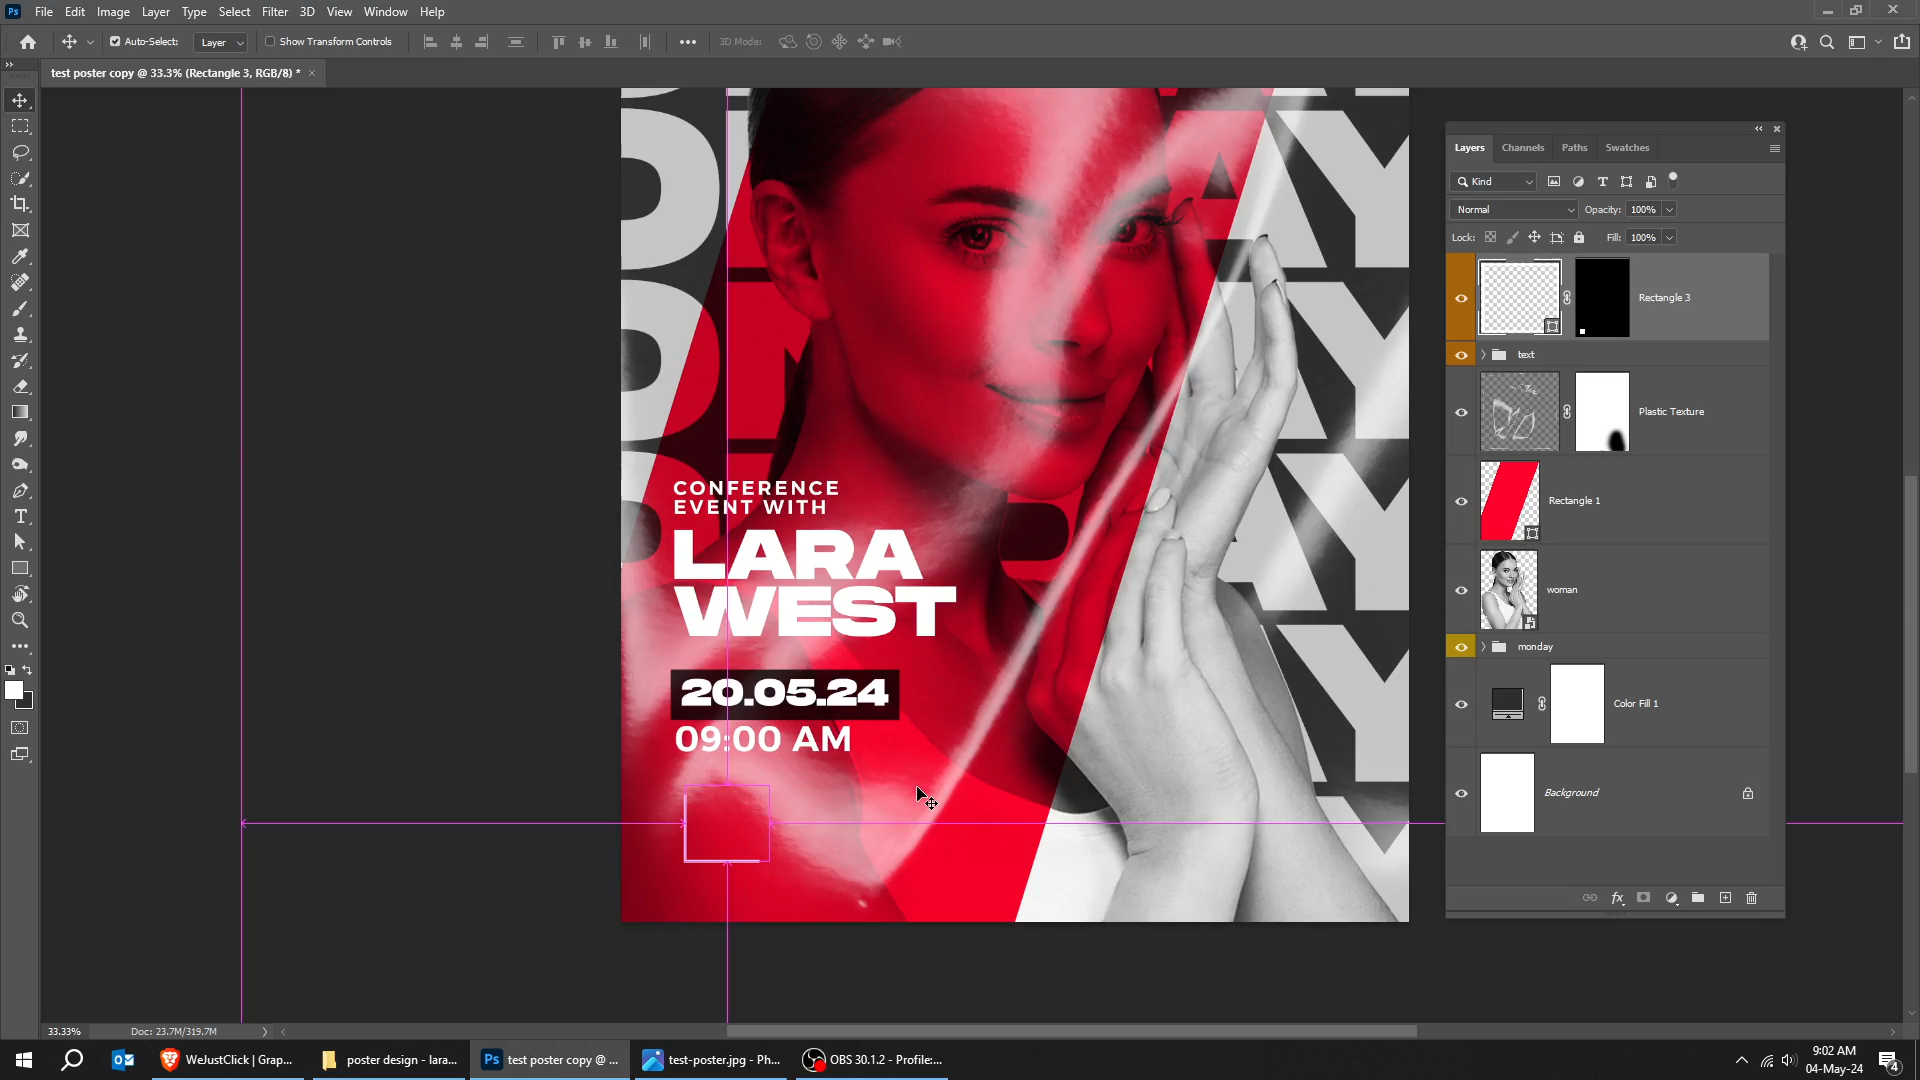 Ps File Edit Image Layer Type Select Filter 3D View Window Help
Auto-Select: Layer Show Transform Controls 3D Mode:
test poster copy @ 33.3% (Rectangle 3, RGB/8) *
CONFERENCE
EVENT WITH
LARA
WEST
20.05.24
09:00 AM
Layers Channels Paths Swatches
Kind
Normal Opacity: 100%
Lock: Fill: 100%
Rectangle 3
text
Plastic Texture
Rectangle 1
woman
monday
Color Fill 1
Background
33.33% Doc: 23.7M/319.7M
WeJustClick | Grap... poster design - lara... Ps test poster copy @ ... test-poster.jpg - Ph... OBS 30.1.2 - Profile:...
9:02 AM
04-May-24
4